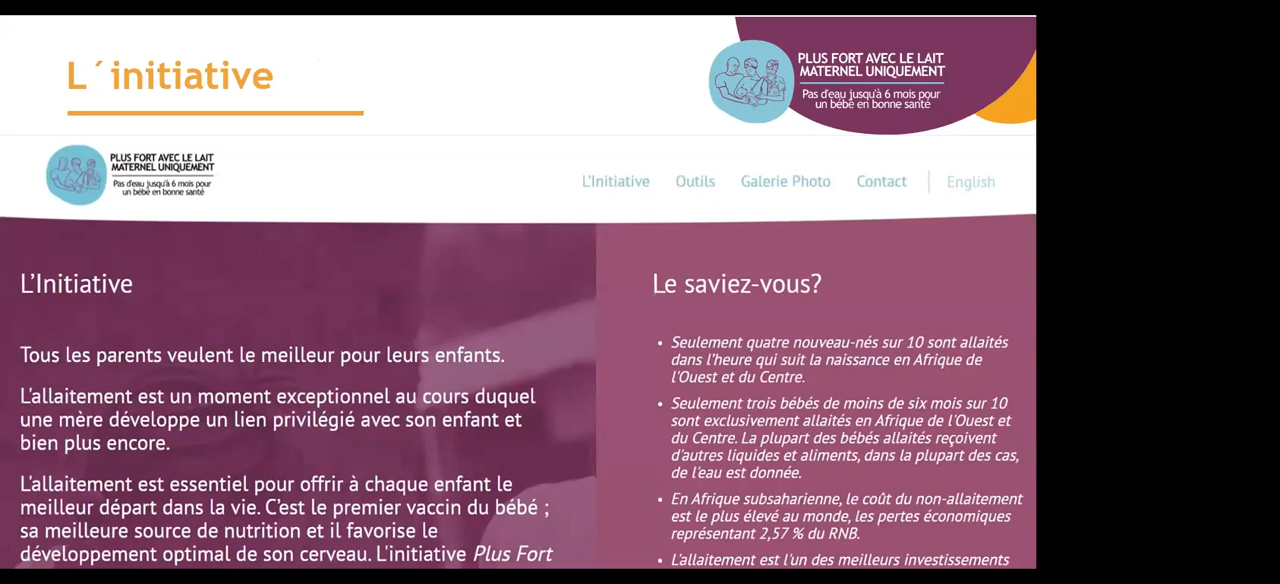 L´initiative
PLUS FORT AVEC LE LAIT
MATERNEL UNIQUEMENT
Pas d'eau jusqu'à 6 mois pour
un bébé en bonne santé
PLUS FORT AVEC LE LAIT
MATERNEL UNIQUEMENT
Pas d'eau jusqu'à 6 mois pour
un bébé en bonne santé
L'Initiative Outils Galerie Photo Contact English
L'Initiative
Tous les parents veulent le meilleur pour leurs enfants.
L'allaitement est un moment exceptionnel au cours duquel
une mère développe un lien privilégié avec son enfant et
bien plus encore.
L'allaitement est essentiel pour offrir à chaque enfant le
meilleur départ dans la vie. C'est le premier vaccin du bébé ;
sa meilleure source de nutrition et il favorise le
développement optimal de son cerveau. L'initiative Plus Fort
Le saviez-vous?
• Seulement quatre nouveau-nés sur 10 sont allaités
dans l'heure qui suit la naissance en Afrique de
l'Ouest et du Centre.
• Seulement trois bébés de moins de six mois sur 10
sont exclusivement allaités en Afrique de l'Ouest et
du Centre. La plupart des bébés allaités reçoivent
d'autres liquides et aliments, dans la plupart des cas,
de l'eau est donnée.
• En Afrique subsaharienne, le coût du non-allaitement
est le plus élevé au monde, les pertes économiques
représentant 2,57 % du RNB.
• L'allaitement est l'un des meilleurs investissements